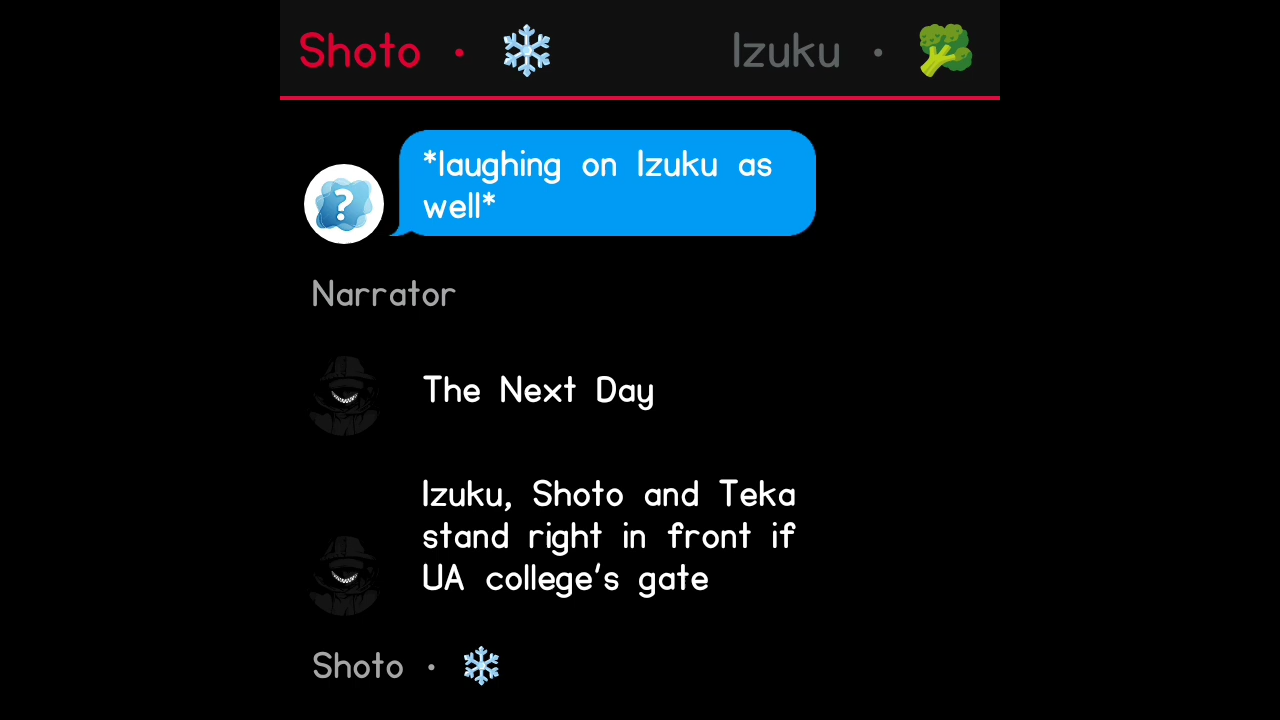 Shoto • ❄️ Izuku • 🥦
*laughing on Izuku as
well*
?
Narrator
The Next Day
Izuku, Shoto and Teka
stand right in front if
UA college's gate
Shoto • ❄️